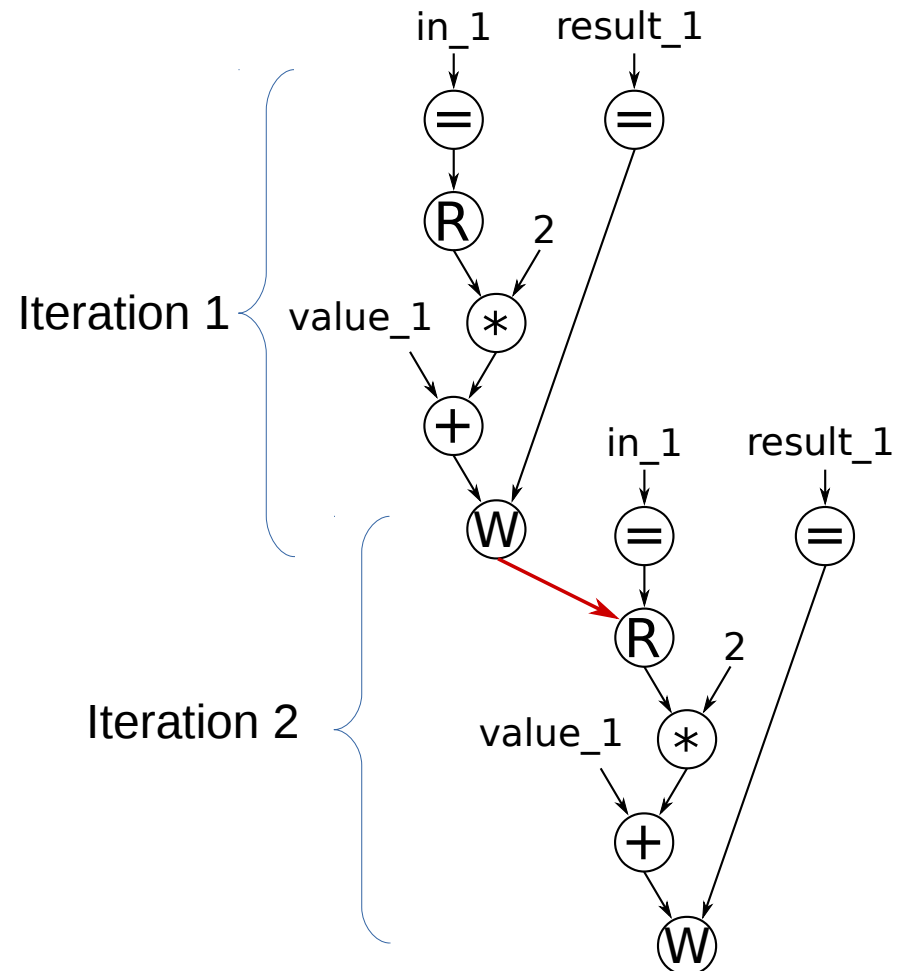 in_1 result_1
=
=
R
2
Iteration 1
value_1
*
+
in_1 result_1
W
=
=
R
2
Iteration 2
value_1
*
+
W